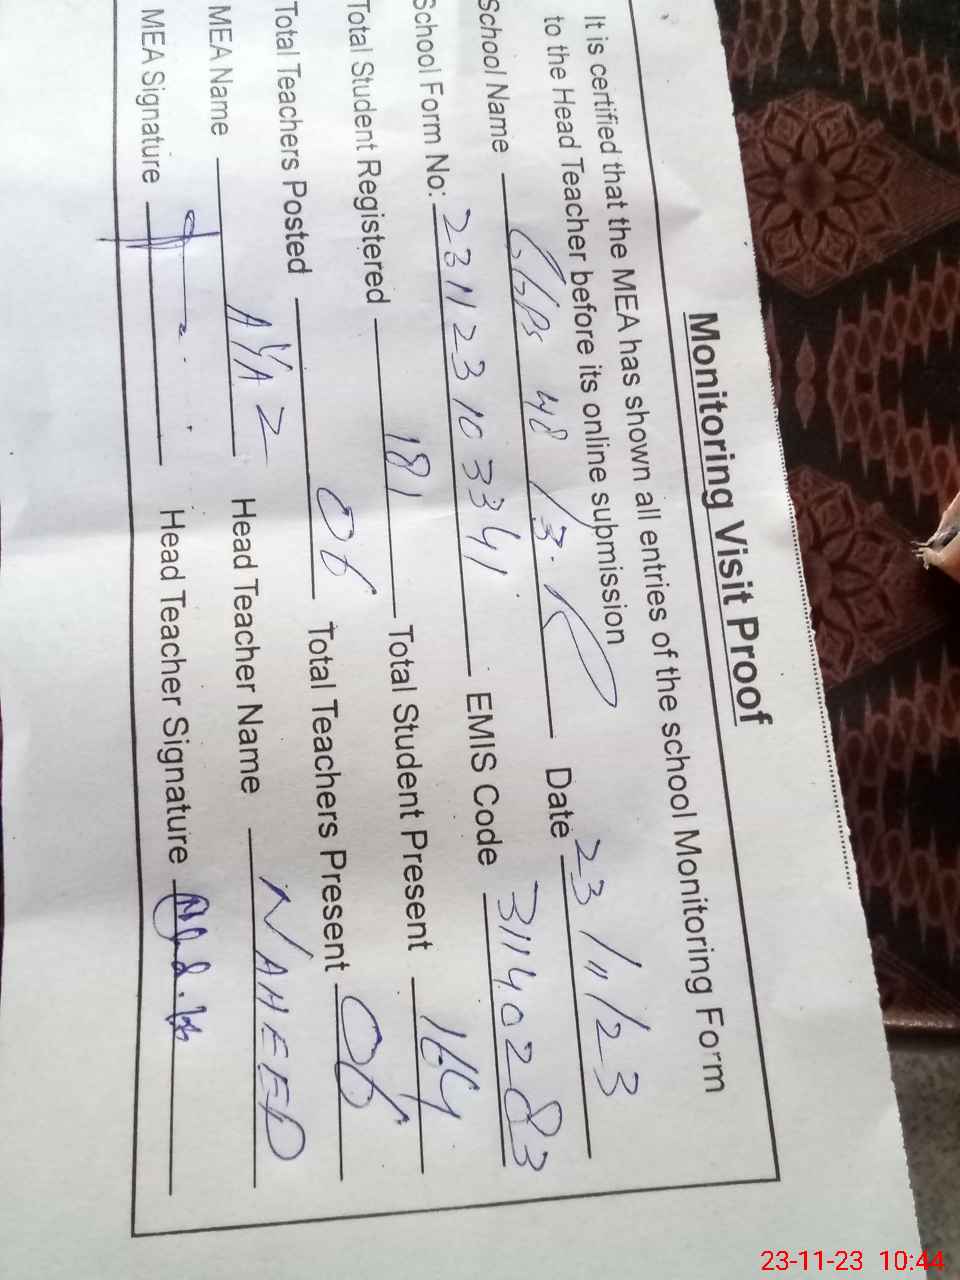 Monitoring Visit Proof
It is certified that the MEA has shown all entries of the school Monitoring Form
to the Head Teacher before its online submission
School Name 48/3.R Date 23/11/23
School Form No: 231123103341 EMIS Code 31140283
Total Student Registered 181 Total Student Present 164
Total Teachers Posted 06 Total Teachers Present 06
MEA Name AYAZ Head Teacher Name NAHEED
MEA Signature Head Teacher Signature
23-11-23 10:44